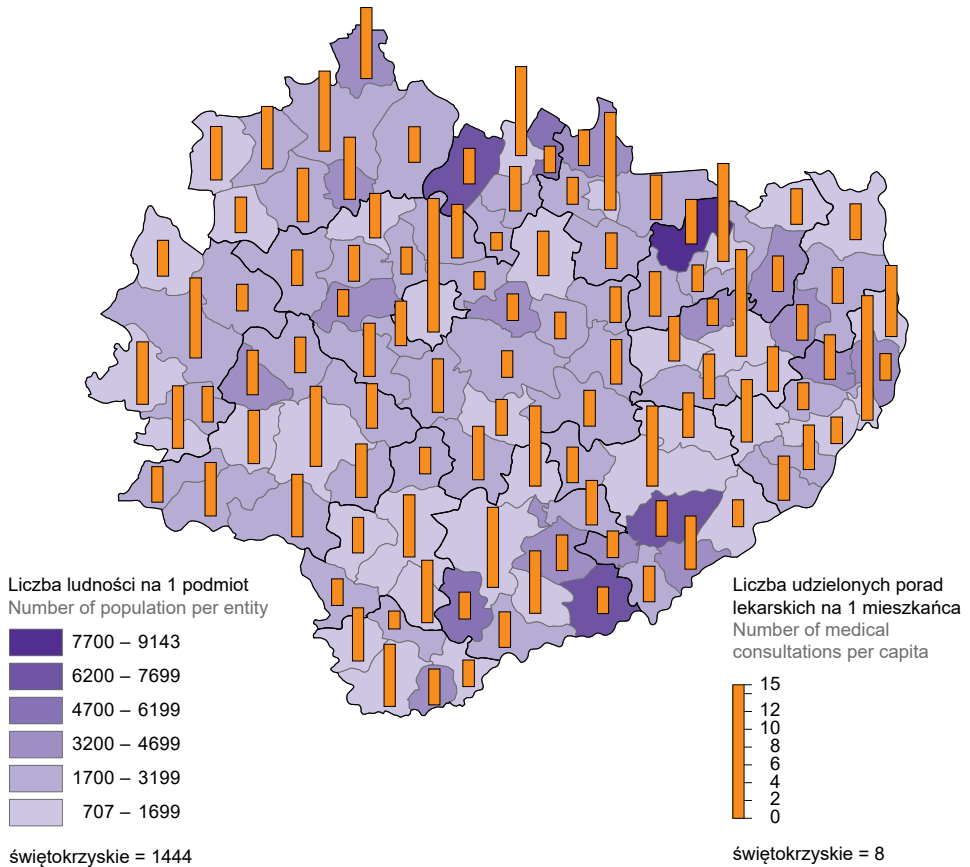 Liczba ludności na 1 podmiot
Number of population per entity
7700 – 9143
6200 – 7699
4700 – 6199
3200 – 4699
1700 – 3199
707 – 1699
świętokrzyskie = 1444
Liczba udzielonych porad
lekarskich na 1 mieszkańca
Number of medical
consultations per capita
15
12
10
8
6
4
2
0
świętokrzyskie = 8